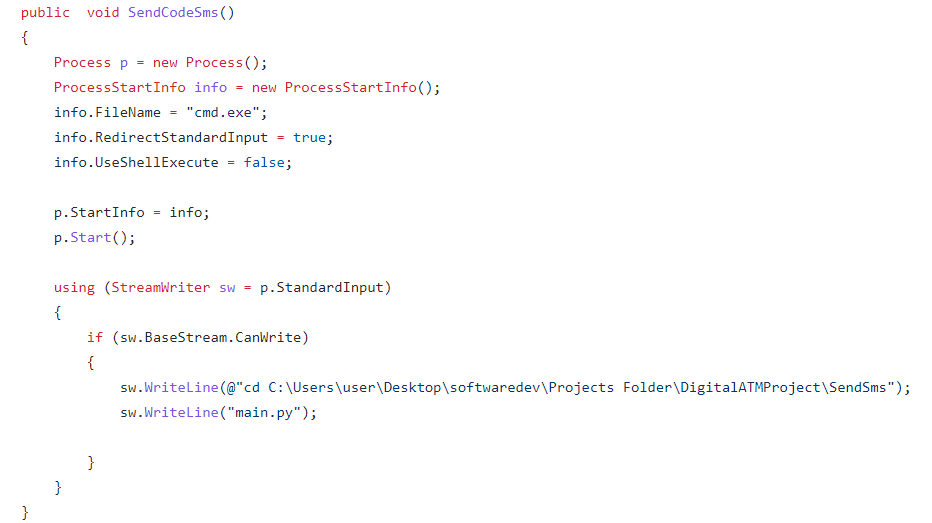 public  void SendCodeSms()
{
    Process p = new Process();
    ProcessStartInfo info = new ProcessStartInfo();
    info.FileName = "cmd.exe";
    info.RedirectStandardInput = true;
    info.UseShellExecute = false;

    p.StartInfo = info;
    p.Start();

    using (StreamWriter sw = p.StandardInput)
    {
        if (sw.BaseStream.CanWrite)
        {
            sw.WriteLine(@"cd C:\Users\user\Desktop\softwaredev\Projects Folder\DigitalATMProject\SendSms");
            sw.WriteLine("main.py");

        }
    }
}